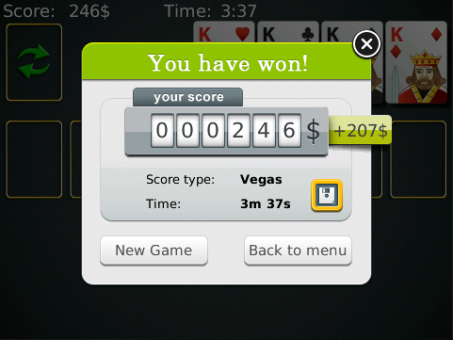 Score: 246$ Time: 3:37
K K K K
You have won!
your score
000246 $ +207$
Score type: Vegas
Time: 3m 37s
New Game Back to menu